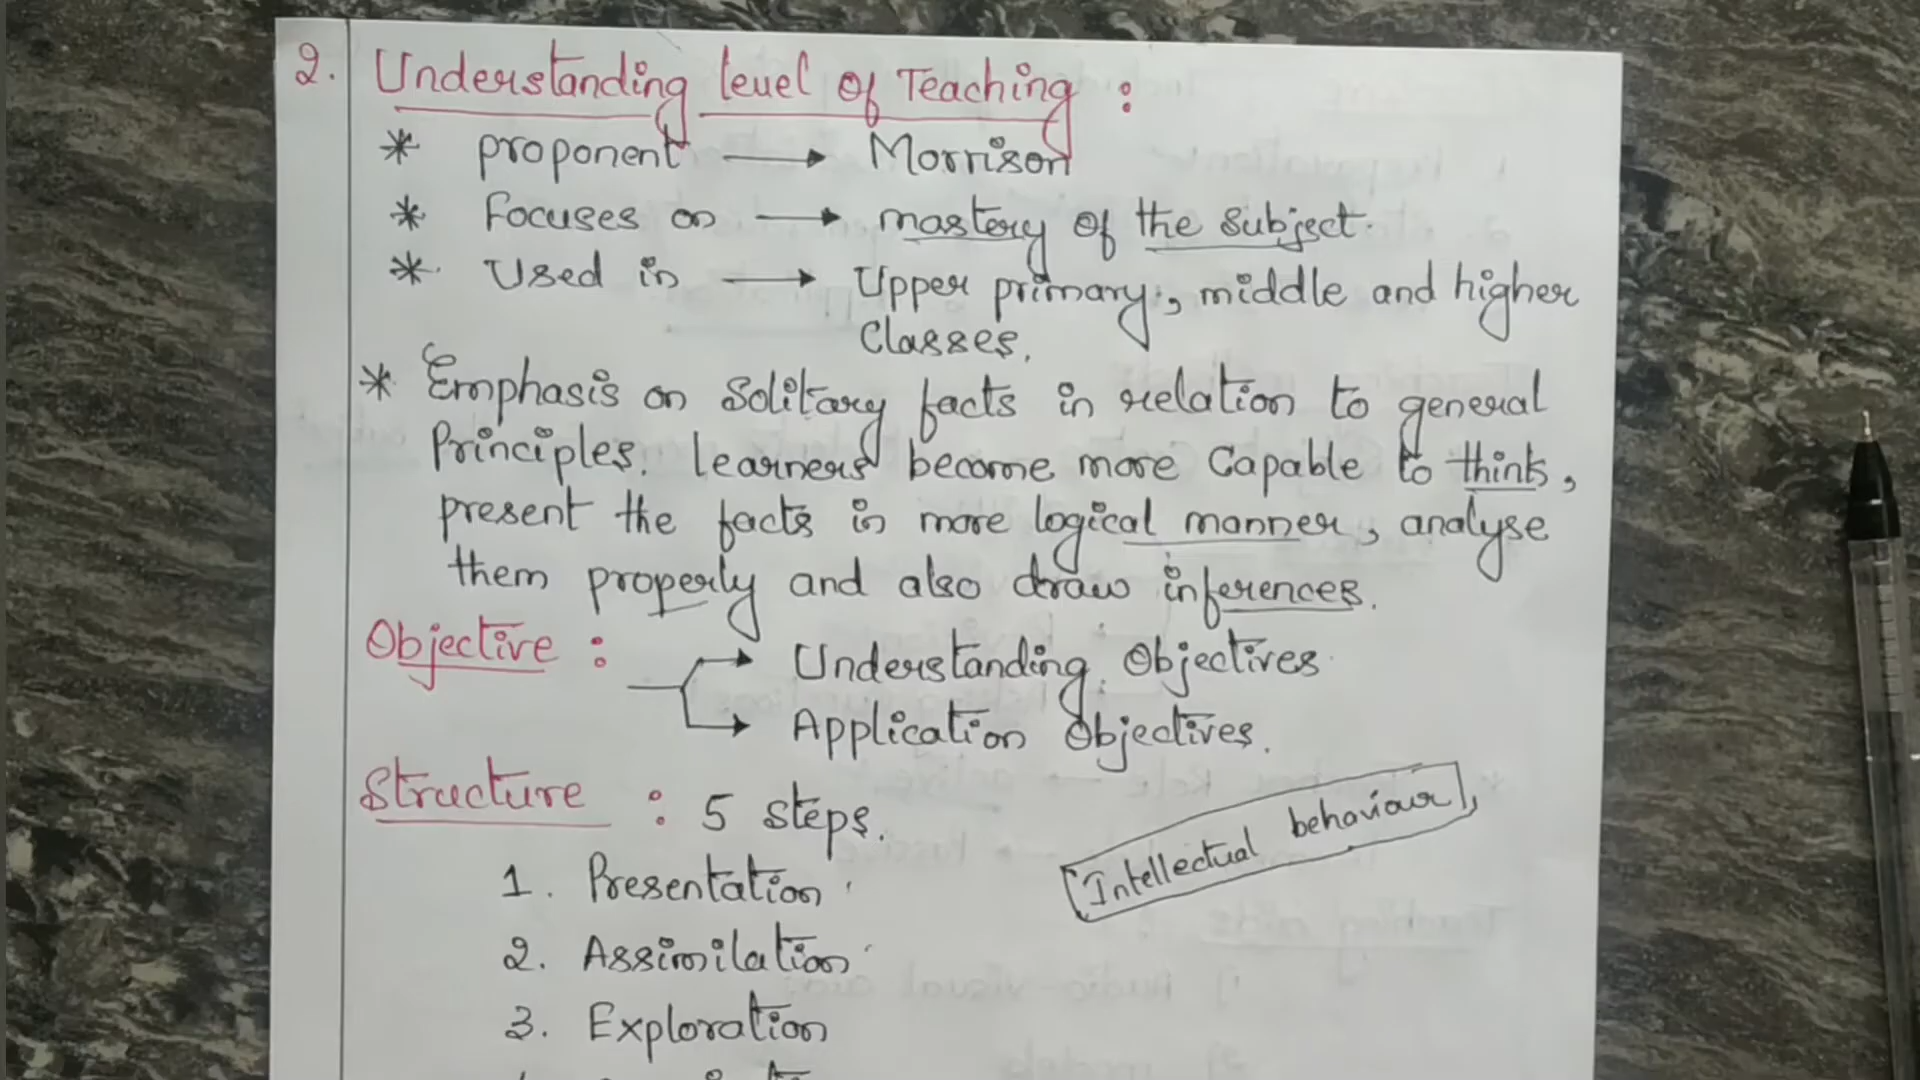 2. Understanding level of Teaching :
* proponent → Morrison
* Focuses on → mastery of the subject.
* Used in → Upper primary, middle and higher
Classes.
* Emphasis on Solitary facts in relation to general
Principles. Learners become more Capable to think,
present the facts in more logical manner, analyse
them properly and also draw inferences.
Objective :
→ Understanding Objectives
→ Application Objectives.
Structure : 5 steps.
1. Presentation
Intellectual behaviour
2. Assimilation
3. Exploration